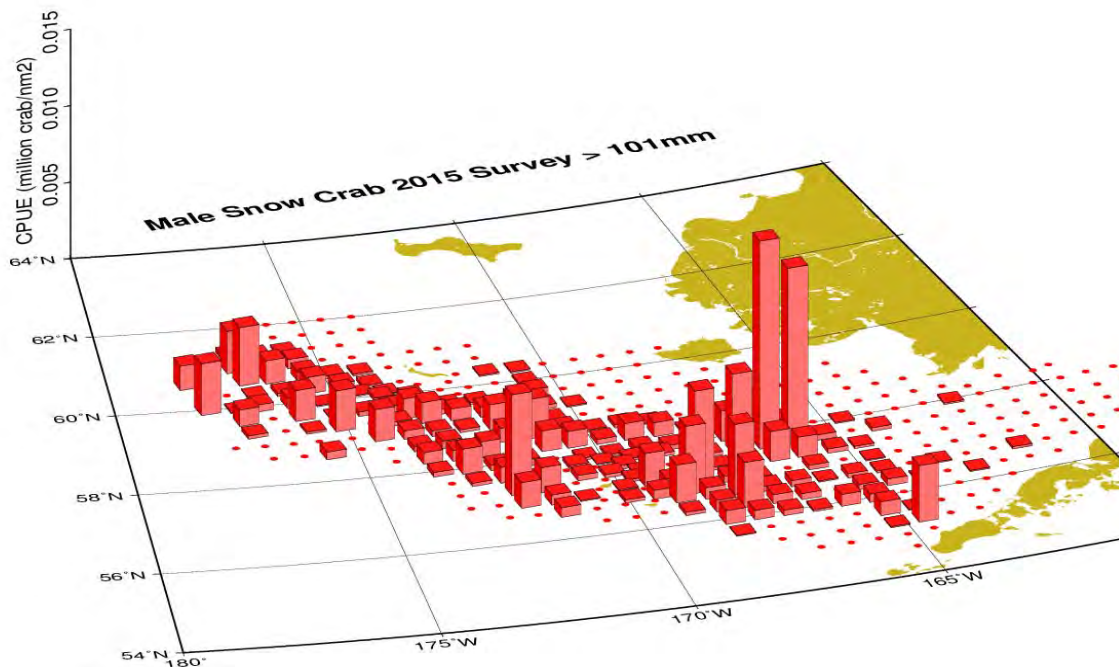 0.015
0.010
0.005
CPUE (million crab/nm2)
Male Snow Crab 2015 Survey > 101mm
64˚N
62˚N
60˚N
58˚N
56˚N
54˚N
180˚
175˚W
170˚W
165˚W